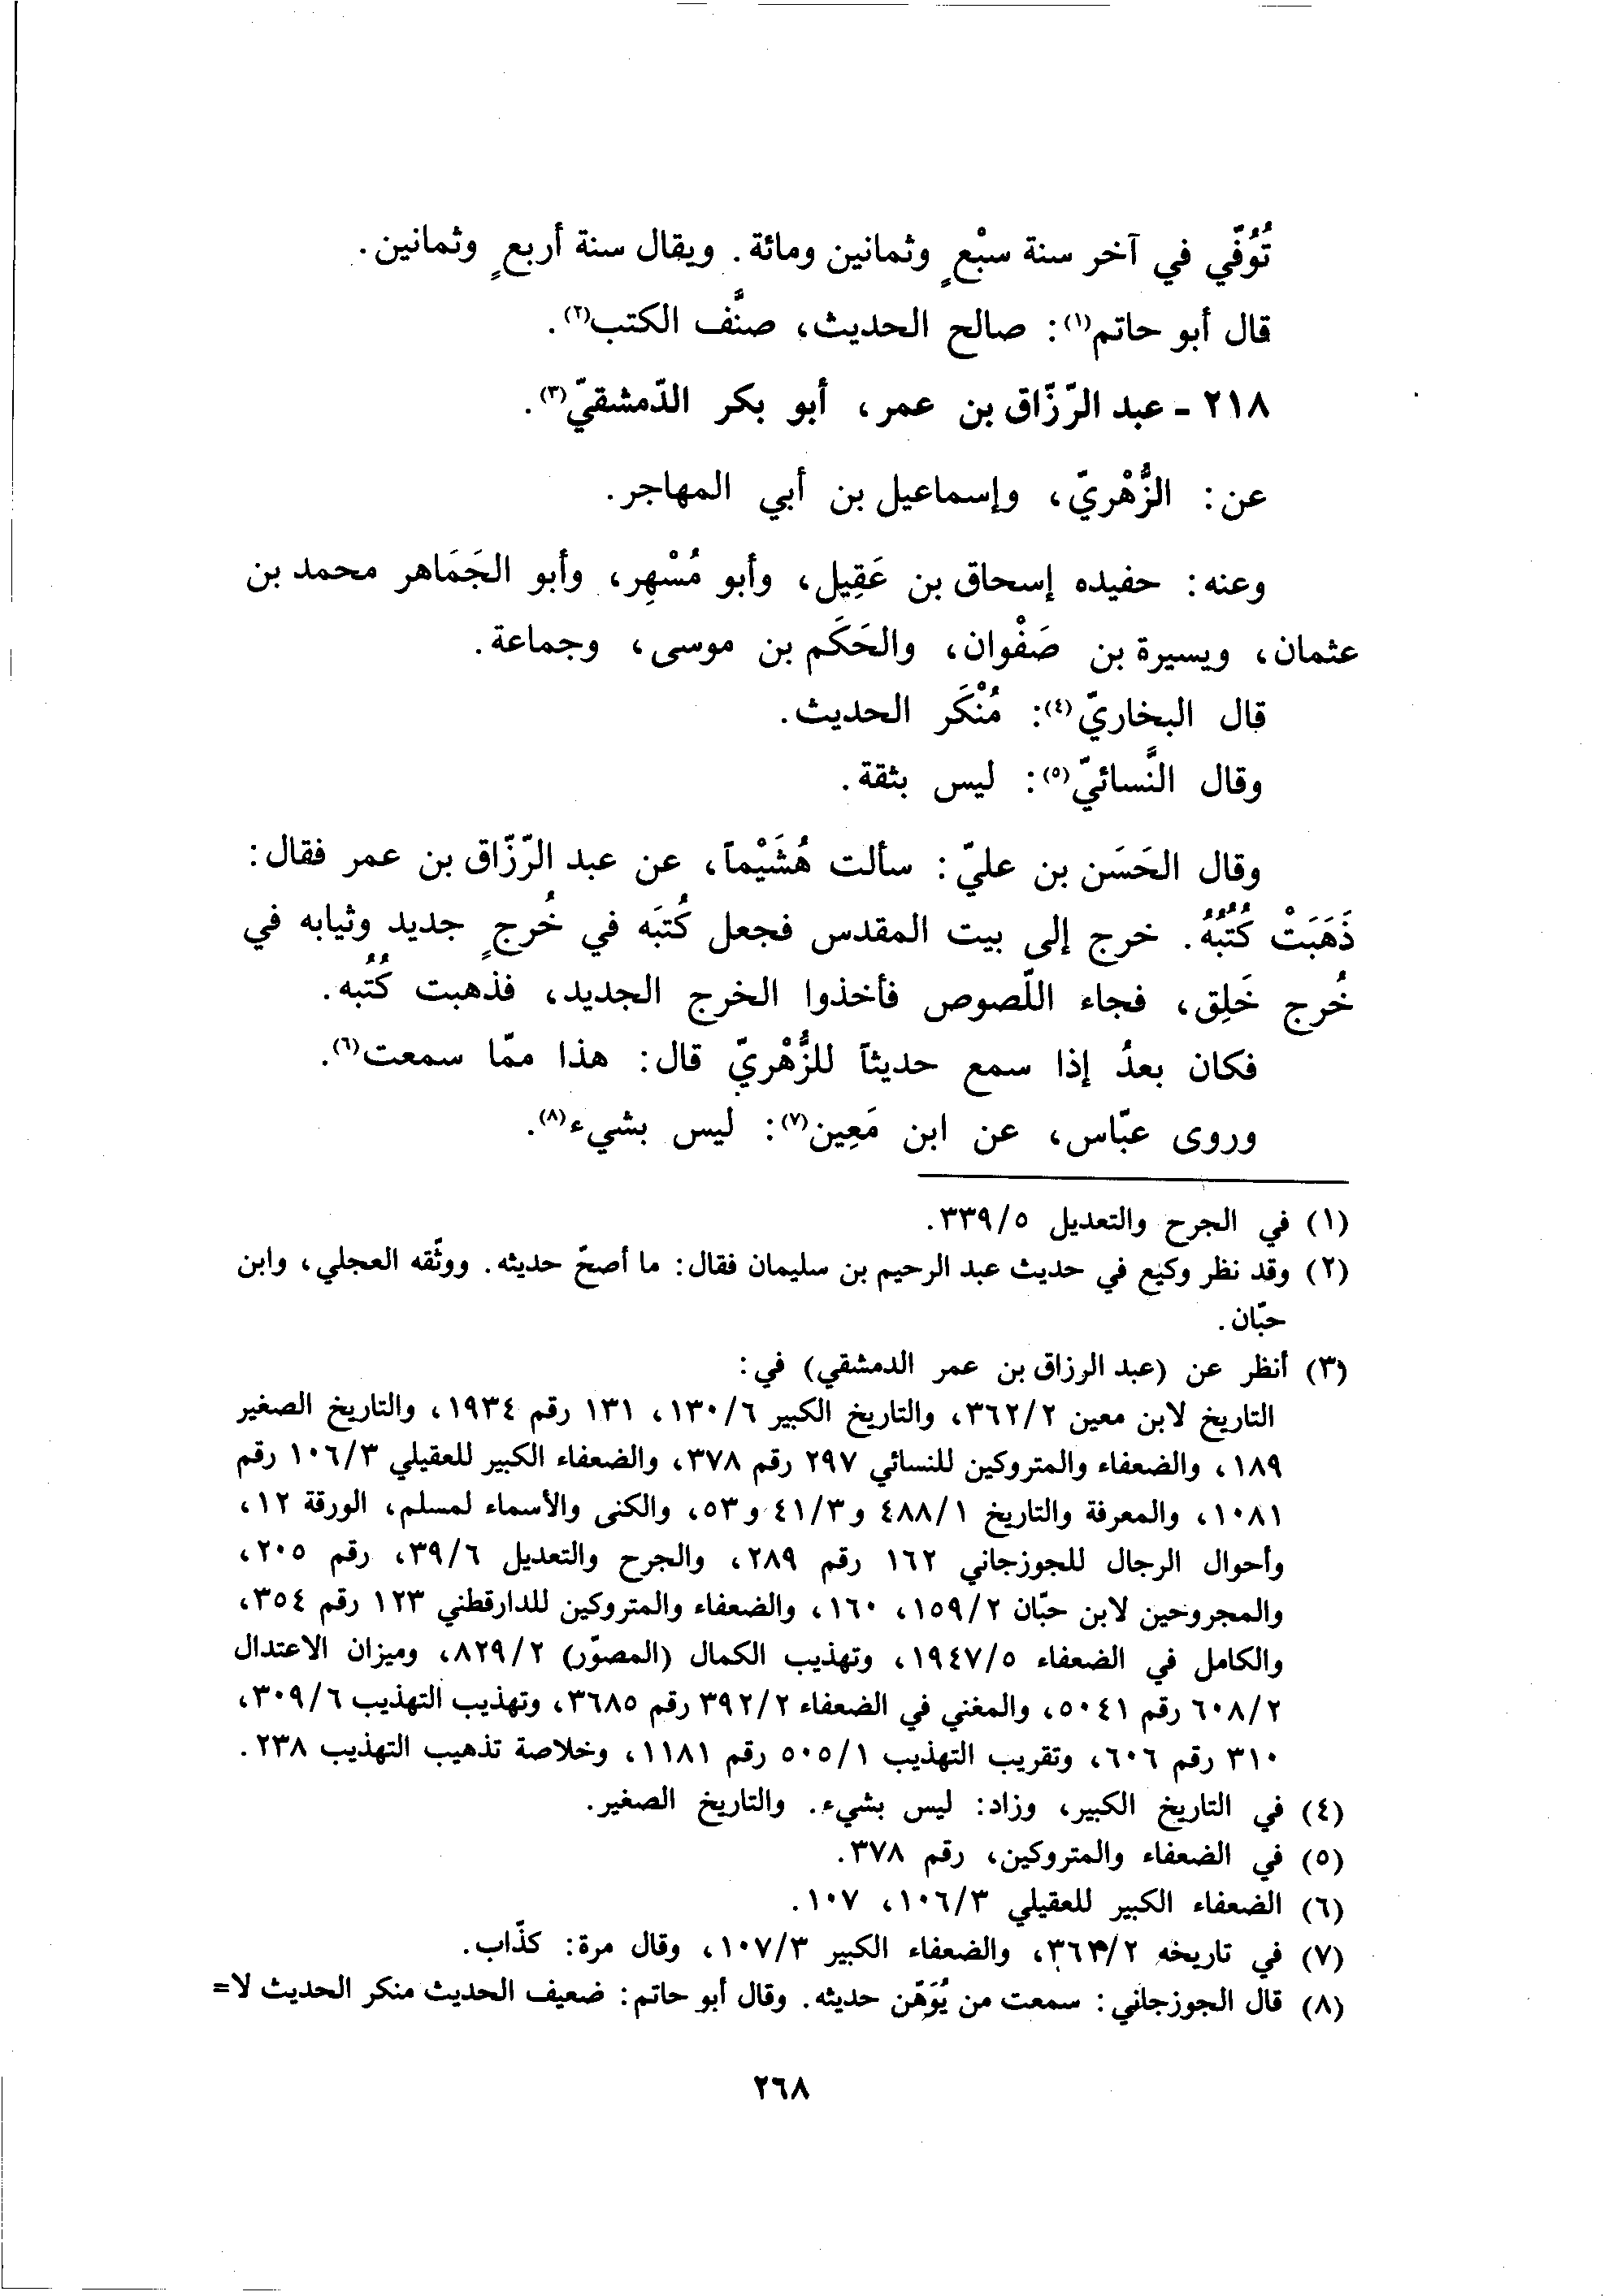 تُوُفّي في آخر سنة سبْعٍ وثمانين ومائة. ويقال سنة أربعٍ وثمانين.
قال أبو حاتم(١): صالح الحديث، صنَّف الكتب(٢).
٢١٨ - عبد الرّزّاق بن عمر، أبو بكر الدّمشقيّ(٣).
عن: الزُّهْريّ، وإسماعيل بن أبي المهاجر.
وعنه: حفيده إسحاق بن عَقِيل، وأبو مُسْهِر، وأبو الجَمَاهر محمد بن
عثمان، ويسيرة بن صَفْوان، والحَكَم بن موسى، وجماعة.
قال البخاريّ(٤): مُنْكَر الحديث.
وقال النَّسائيّ(٥): ليس بثقة.
وقال الحَسَن بن عليّ: سألت هُشَيْماً، عن عبد الرّزّاق بن عمر فقال:
ذَهَبَتْ كُتُبُهُ. خرج إلى بيت المقدس فجعل كُتبَه في خُرجٍ جديد وثيابه في
خُرج خَلِق، فجاء اللّصوص فأخذوا الخرج الجديد، فذهبت كُتُبه.
فكان بعدُ إذا سمع حديثاً للزُّهْريّ قال: هذا ممّا سمعت(٦).
وروى عبّاس، عن ابن مَعِين(٧): ليس بشيء(٨).
(١) في الجرح والتعديل ٣٣٩/٥.
(٢) وقد نظر وكيع في حديث عبد الرحيم بن سليمان فقال: ما أصحّ حديثه. ووثّقه العجلي، وابن
حبّان.
(٣) أنظر عن (عبد الرزاق بن عمر الدمشقي) في:
التاريخ لابن معين ٣٦٢/٢، والتاريخ الكبير ١٣٠/٦، ١٣١ رقم ١٩٣٤، والتاريخ الصغير
١٨٩، والضعفاء والمتروكين للنسائي ٢٩٧ رقم ٣٧٨، والضعفاء الكبير للعقيلي ١٠٦/٣ رقم
١٠٨١، والمعرفة والتاريخ ٤٨٨/١ و٤١/٣ و٥٣، والكنى والأسماء لمسلم، الورقة ١٢،
وأحوال الرجال للجوزجاني ١٦٢ رقم ٢٨٩، والجرح والتعديل ٣٩/٦، رقم ٢٠٥،
والمجروحين لابن حبّان ١٥٩/٢، ١٦٠، والضعفاء والمتروكين للدارقطني ١٢٣ رقم ٣٥٤،
والكامل في الضعفاء ١٩٤٧/٥، وتهذيب الكمال (المصوّر) ٨٢٩/٢، وميزان الاعتدال
٦٠٨/٢ رقم ٥٠٤١، والمغني في الضعفاء ٣٩٢/٢ رقم ٣٦٨٥، وتهذيب التهذيب ٣٠٩/٦،
٣١٠ رقم ٦٠٦، وتقريب التهذيب ٥٠٥/١ رقم ١١٨١، وخلاصة تذهيب التهذيب ٢٣٨.
(٤) في التاريخ الكبير، وزاد: ليس بشيء. والتاريخ الصغير.
(٥) في الضعفاء والمتروكين، رقم ٣٧٨.
(٦) الضعفاء الكبير للعقيلي ١٠٦/٣، ١٠٧.
(٧) في تاريخه ٣٦٣/٢، والضعفاء الكبير ١٠٧/٣، وقال مرة: كذّاب.
(٨) قال الجوزجاني: سمعت من يُوَهّن حديثه. وقال أبو حاتم: ضعيف الحديث منكر الحديث لا=
٢٦٨